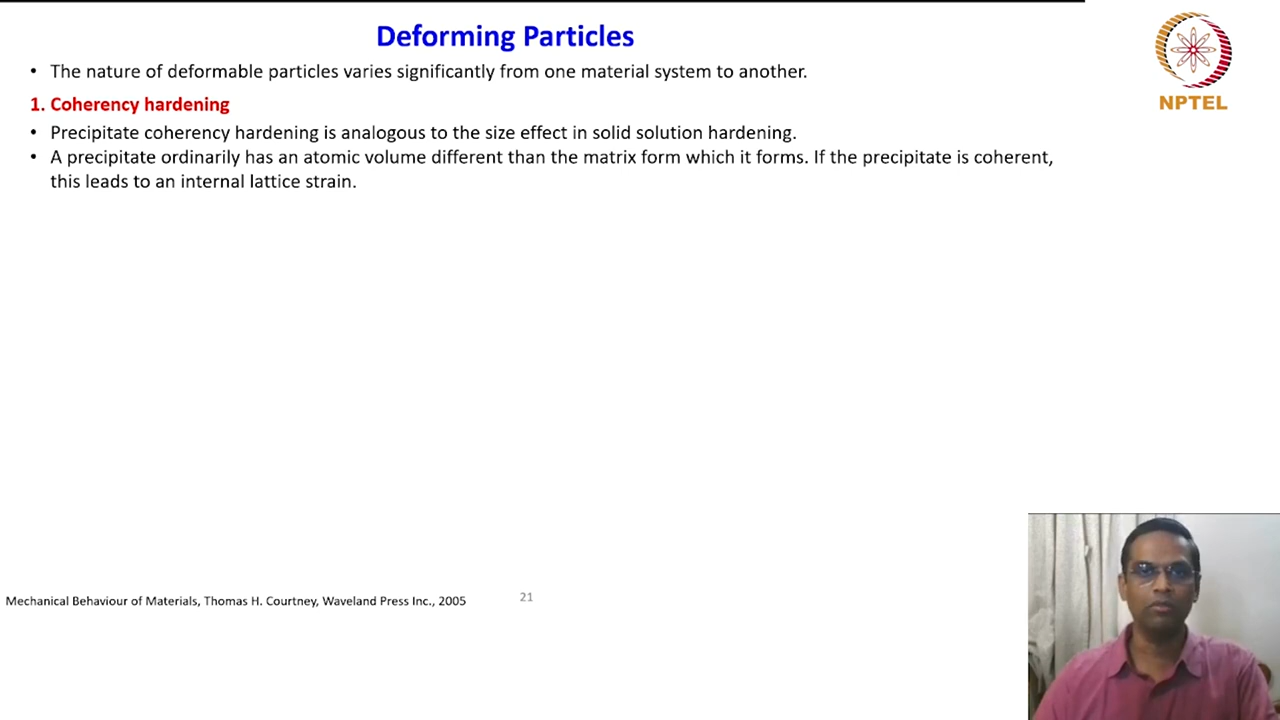 Deforming Particles
• The nature of deformable particles varies significantly from one material system to another.
1. Coherency hardening
• Precipitate coherency hardening is analogous to the size effect in solid solution hardening.
• A precipitate ordinarily has an atomic volume different than the matrix form which it forms. If the precipitate is coherent,
this leads to an internal lattice strain.
Mechanical Behaviour of Materials, Thomas H. Courtney, Waveland Press Inc., 2005
21
NPTEL